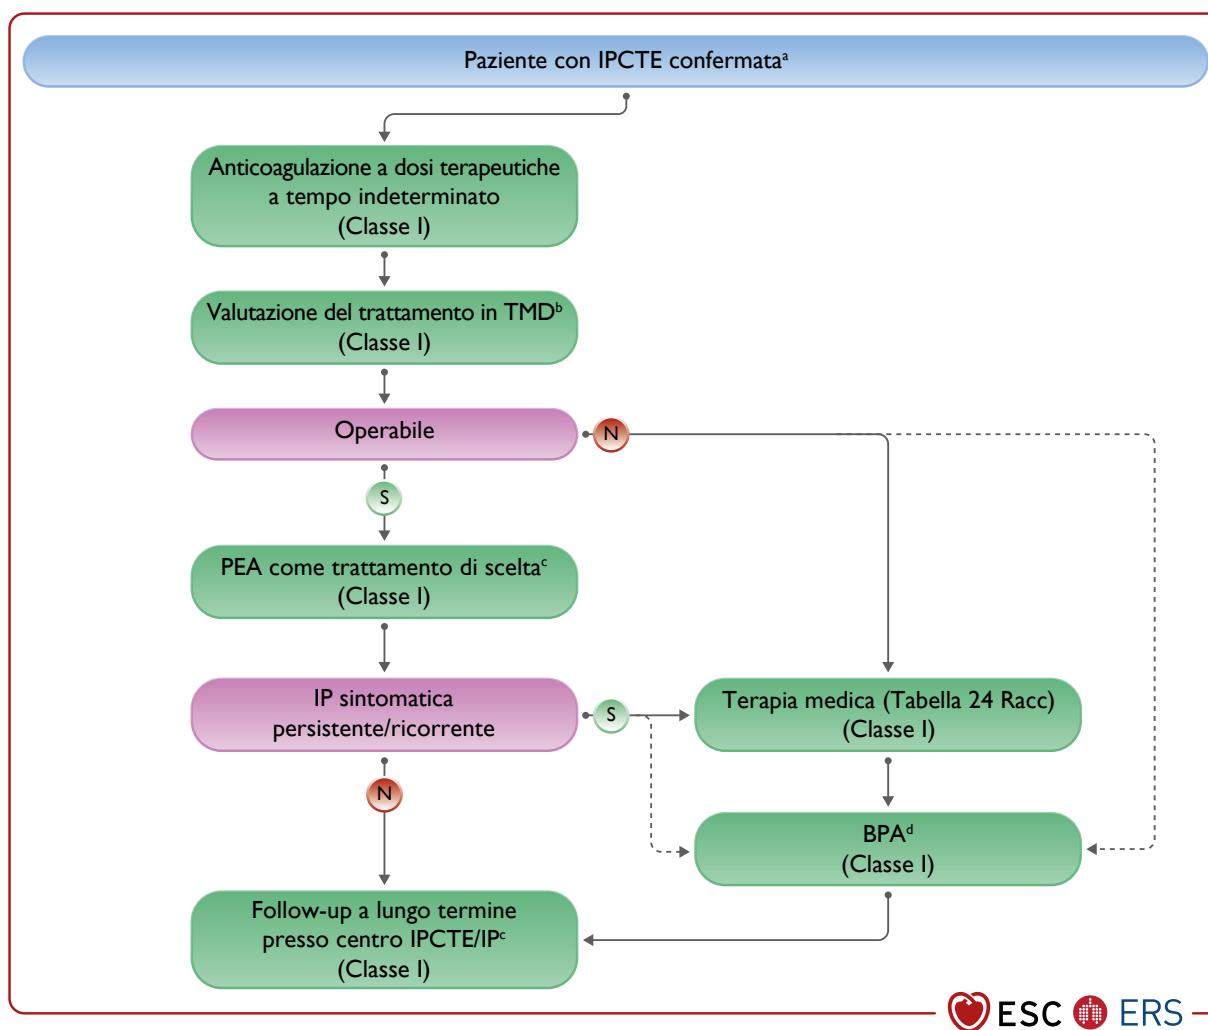 Paziente con IPCTE confermataᵃ
Anticoagulazione a dosi terapeutiche
a tempo indeterminato
(Classe I)
Valutazione del trattamento in TMDᵇ
(Classe I)
Operabile
N
S
PEA come trattamento di sceltaᶜ
(Classe I)
IP sintomatica
persistente/ricorrente
S
Terapia medica (Tabella 24 Racc)
(Classe I)
N
BPAᵈ
(Classe I)
Follow-up a lungo termine
presso centro IPCTE/IPᶜ
(Classe I)
ESC ERS